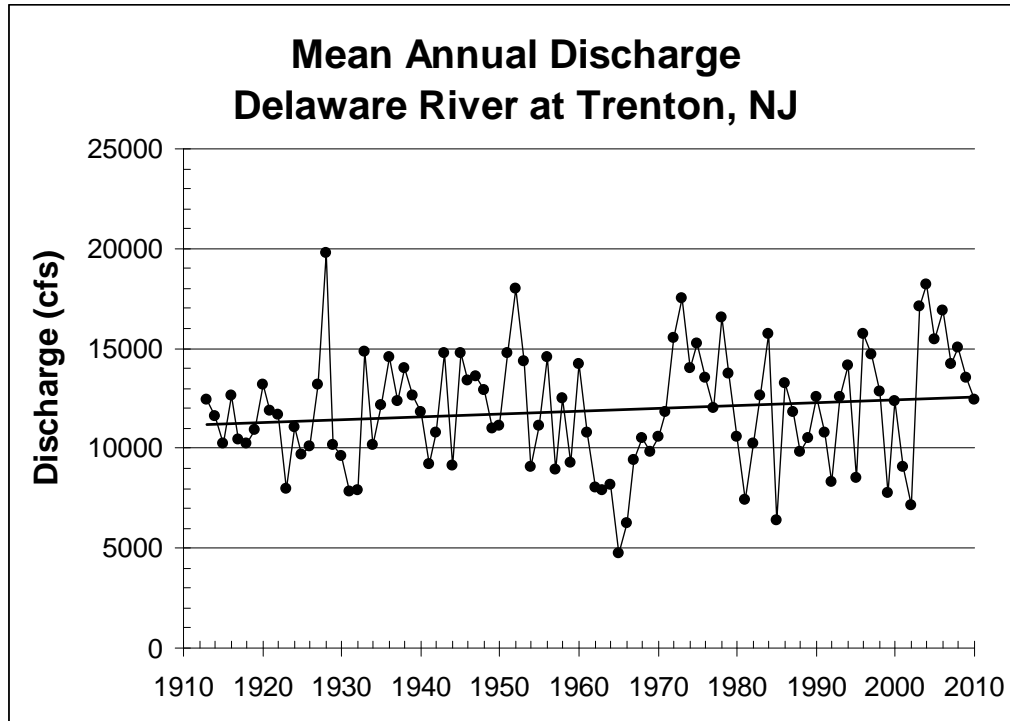 Mean Annual Discharge
Delaware River at Trenton, NJ
25000
20000
15000
10000
5000
0
Discharge (cfs)
1910 1920 1930 1940 1950 1960 1970 1980 1990 2000 2010